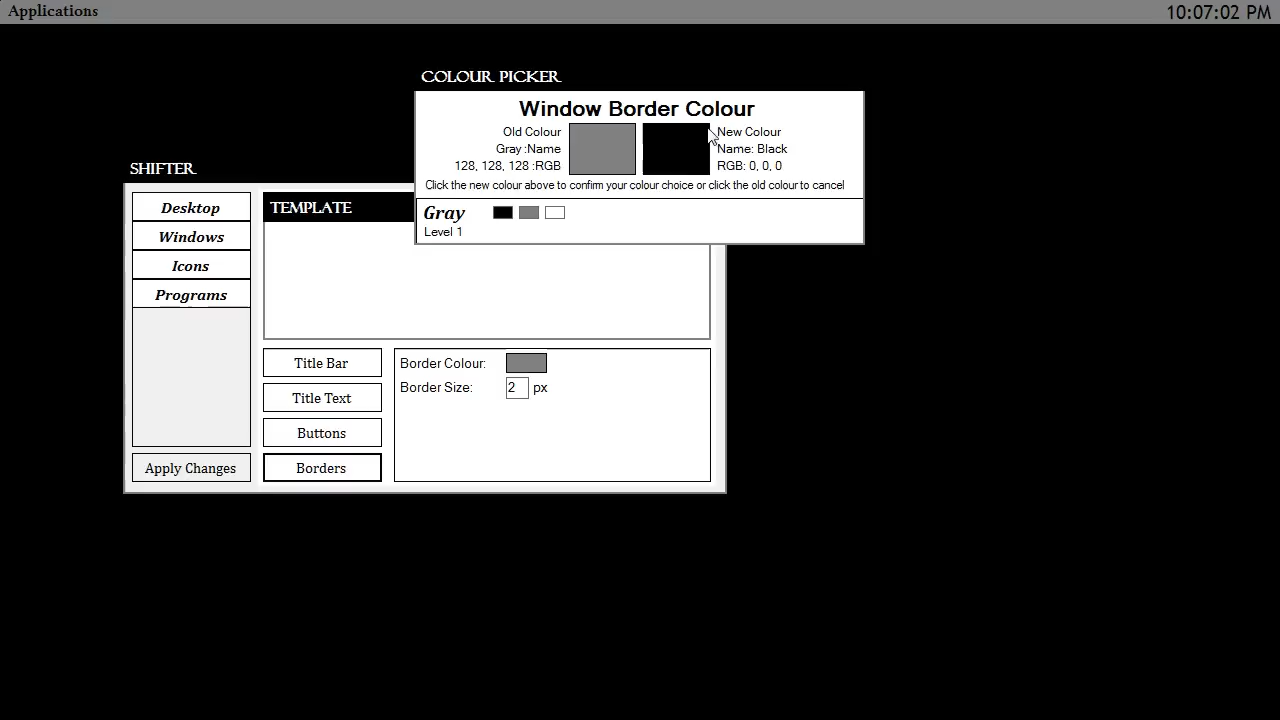 Applications
10:07:02 PM
COLOUR PICKER
Window Border Colour
Old Colour
Gray :Name
128, 128, 128 :RGB
New Colour
Name: Black
RGB: 0, 0, 0
Click the new colour above to confirm your colour choice or click the old colour to cancel
Gray
Level 1
SHIFTER
Desktop
Windows
Icons
Programs
Apply Changes
TEMPLATE
Title Bar
Title Text
Buttons
Borders
Border Colour:
Border Size: 2 px